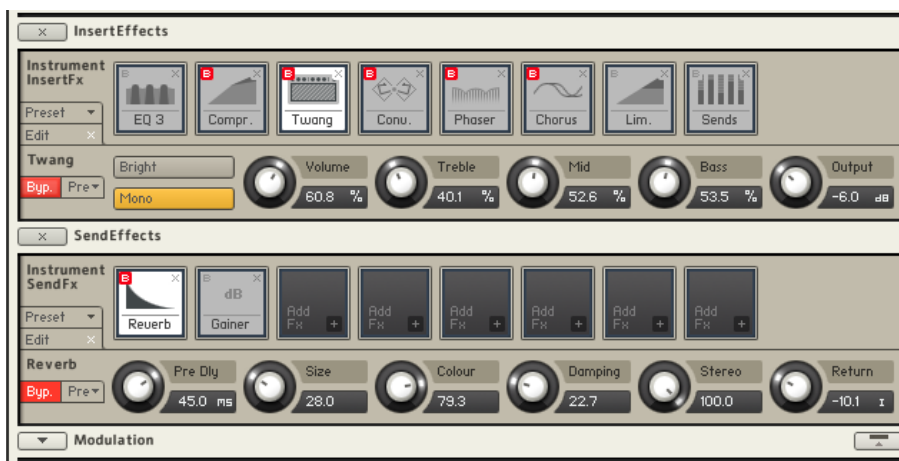 × InsertEffects
Instrument InsertFx
B × B × B × B × B × B × B × B ×
Preset
Edit ×
EQ 3 Compr. Twang Conv. Phaser Chorus Lim. Sends
Twang
Bright Volume Treble Mid Bass Output
Byp. Pre
Mono 60.8 % 40.1 % 52.6 % 53.5 % -6.0 dB
× SendEffects
Instrument SendFx
B × B ×
dB
Preset
Edit ×
Reverb Gainer Add Fx + Add Fx + Add Fx + Add Fx + Add Fx + Add Fx +
Reverb
Pre Dly Size Colour Damping Stereo Return
Byp. Pre
45.0 ms 28.0 79.3 22.7 100.0 -10.1 I
Modulation